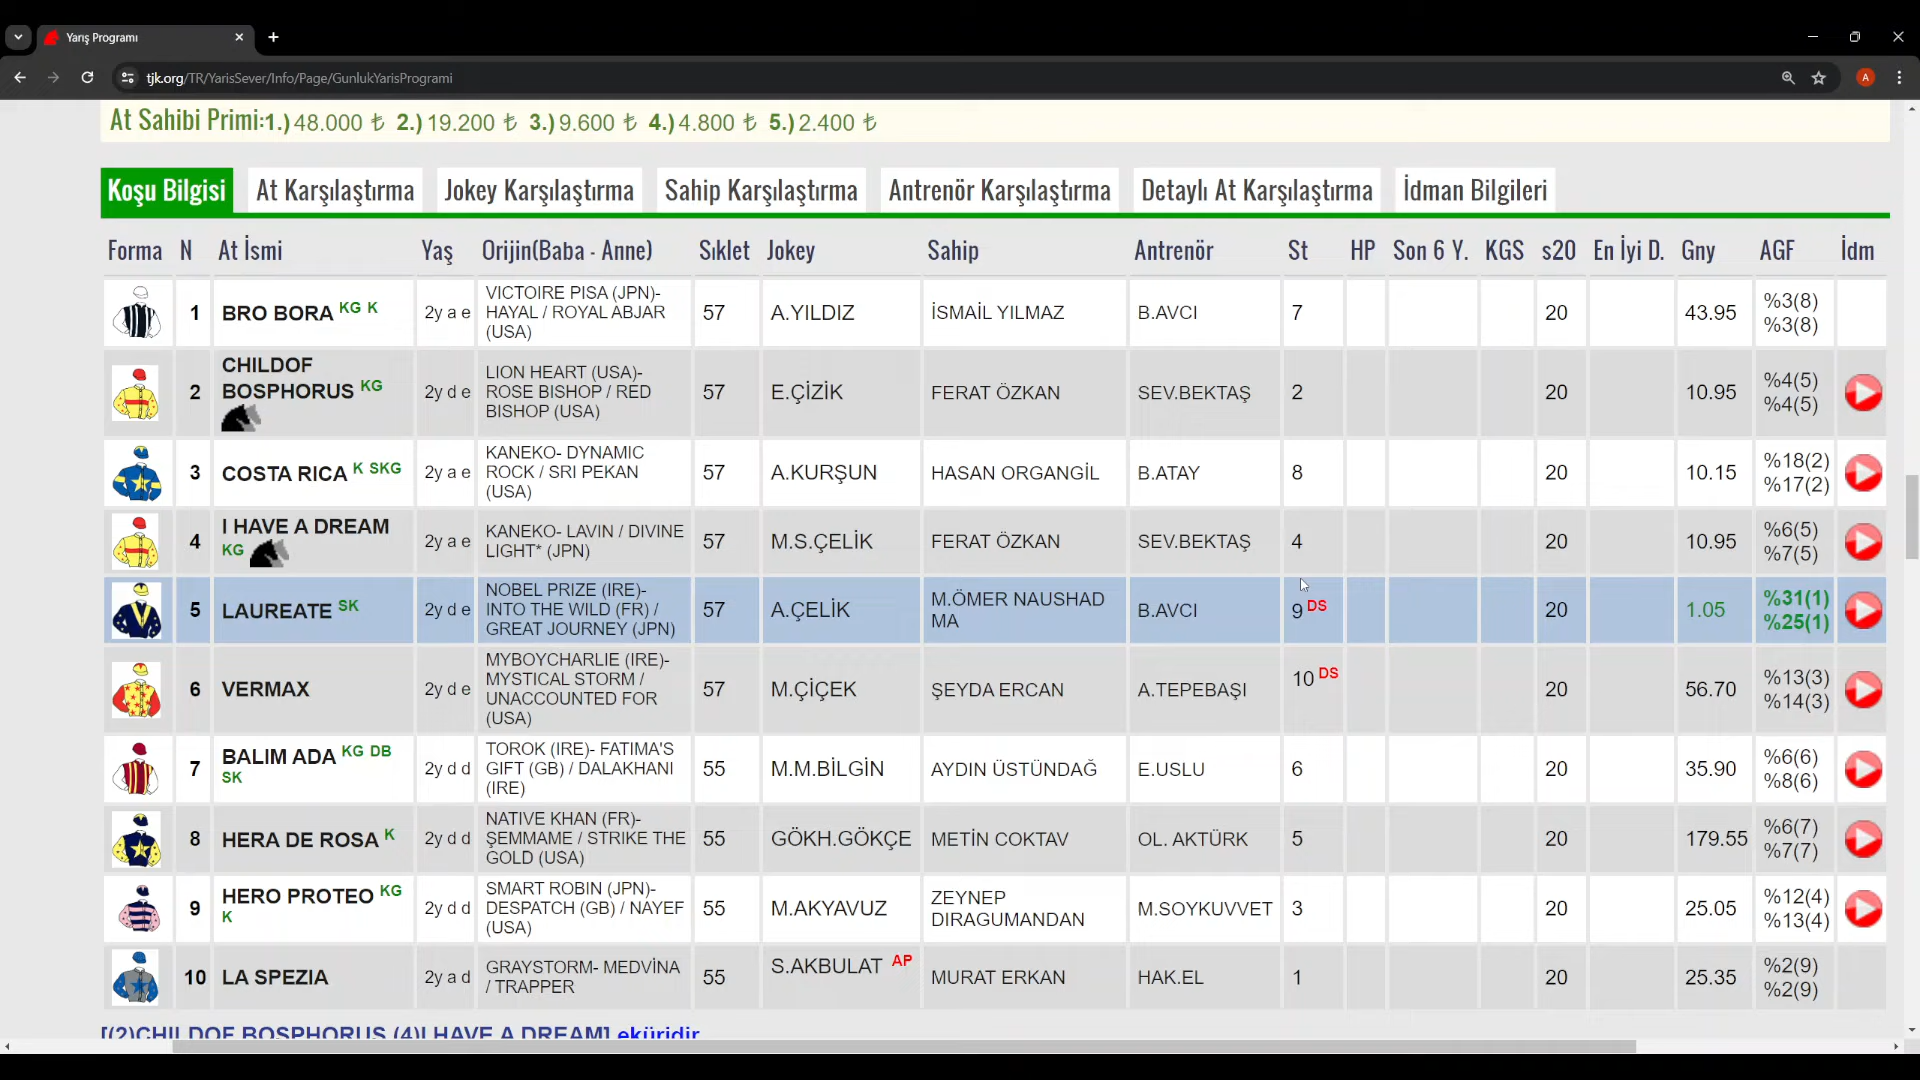 Yarış Programı
tjk.org/TR/YarisSever/Info/Page/GunlukYarisProgrami
A
At Sahibi Primi:1.) 48.000 ₺ 2.) 19.200 ₺ 3.) 9.600 ₺ 4.) 4.800 ₺ 5.) 2.400 ₺
Koşu Bilgisi At Karşılaştırma Jokey Karşılaştırma Sahip Karşılaştırma Antrenör Karşılaştırma Detaylı At Karşılaştırma İdman Bilgileri
Forma N At İsmi Yaş Orijin(Baba - Anne) Sıklet Jokey Sahip Antrenör St HP Son 6 Y. KGS s20 En İyi D. Gny AGF İdm
1 BRO BORA KG K 2y a e VICTOIRE PISA (JPN)- HAYAL / ROYAL ABJAR (USA) 57 A.YILDIZ İSMAİL YILMAZ B.AVCI 7 20 43.95 %3(8) %3(8)
2 CHILDOF BOSPHORUS KG 2y d e LION HEART (USA)- ROSE BISHOP / RED BISHOP (USA) 57 E.ÇİZİK FERAT ÖZKAN SEV.BEKTAŞ 2 20 10.95 %4(5) %4(5)
3 COSTA RICA K SKG 2y a e KANEKO- DYNAMIC ROCK / SRI PEKAN (USA) 57 A.KURŞUN HASAN ORGANGİL B.ATAY 8 20 10.15 %18(2) %17(2)
4 I HAVE A DREAM KG 2y a e KANEKO- LAVIN / DIVINE LIGHT* (JPN) 57 M.S.ÇELİK FERAT ÖZKAN SEV.BEKTAŞ 4 20 10.95 %6(5) %7(5)
5 LAUREATE SK 2y d e NOBEL PRIZE (IRE)- INTO THE WILD (FR) / GREAT JOURNEY (JPN) 57 A.ÇELİK M.ÖMER NAUSHAD MA B.AVCI 9 DS 20 1.05 %31(1) %25(1)
6 VERMAX 2y d e MYBOYCHARLIE (IRE)- MYSTICAL STORM / UNACCOUNTED FOR (USA) 57 M.ÇİÇEK ŞEYDA ERCAN A.TEPEBAŞI 10 DS 20 56.70 %13(3) %14(3)
7 BALIM ADA KG DB SK 2y d d TOROK (IRE)- FATIMA'S GIFT (GB) / DALAKHANI (IRE) 55 M.M.BİLGİN AYDIN ÜSTÜNDAĞ E.USLU 6 20 35.90 %6(6) %8(6)
8 HERA DE ROSA K 2y d d NATIVE KHAN (FR)- ŞEMMAME / STRIKE THE GOLD (USA) 55 GÖKH.GÖKÇE METİN COKTAV OL. AKTÜRK 5 20 179.55 %6(7) %7(7)
9 HERO PROTEO KG K 2y d d SMART ROBIN (JPN)- DESPATCH (GB) / NAYEF (USA) 55 M.AKYAVUZ ZEYNEP DIRAGUMANDAN M.SOYKUVVET 3 20 25.05 %12(4) %13(4)
10 LA SPEZIA 2y a d GRAYSTORM- MEDVİNA / TRAPPER 55 S.AKBULAT AP MURAT ERKAN HAK.EL 1 20 25.35 %2(9) %2(9)
[(2)CHILDOF BOSPHORUS,(4)I HAVE A DREAM] eküridir